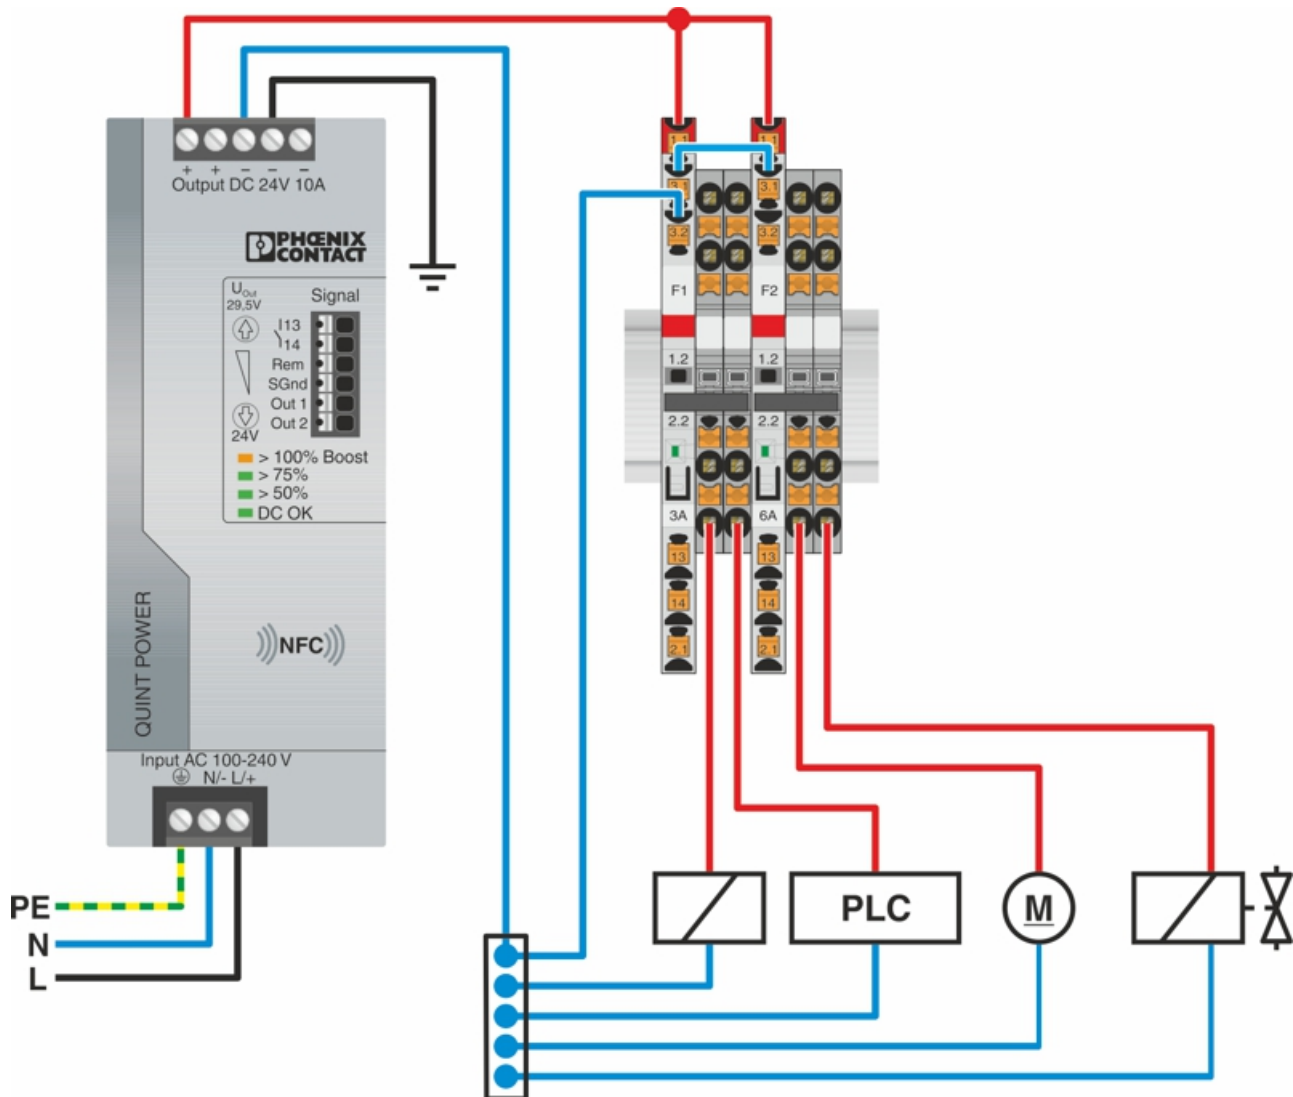 + + − − −
Output DC 24V 10A
PHŒNIX
CONTACT
UOut
29,5V
Signal
13
14
Rem
SGnd
Out 1
Out 2
24V
> 100% Boost
> 75%
> 50%
DC OK
QUINT POWER
NFC
Input AC 100-240 V
N/- L/+
PE
N
L
1.1
3.1
3.2
F1
1.2
2.2
3A
13
14
2.1
1.1
3.1
3.2
F2
1.2
2.2
6A
13
14
2.1
PLC
M